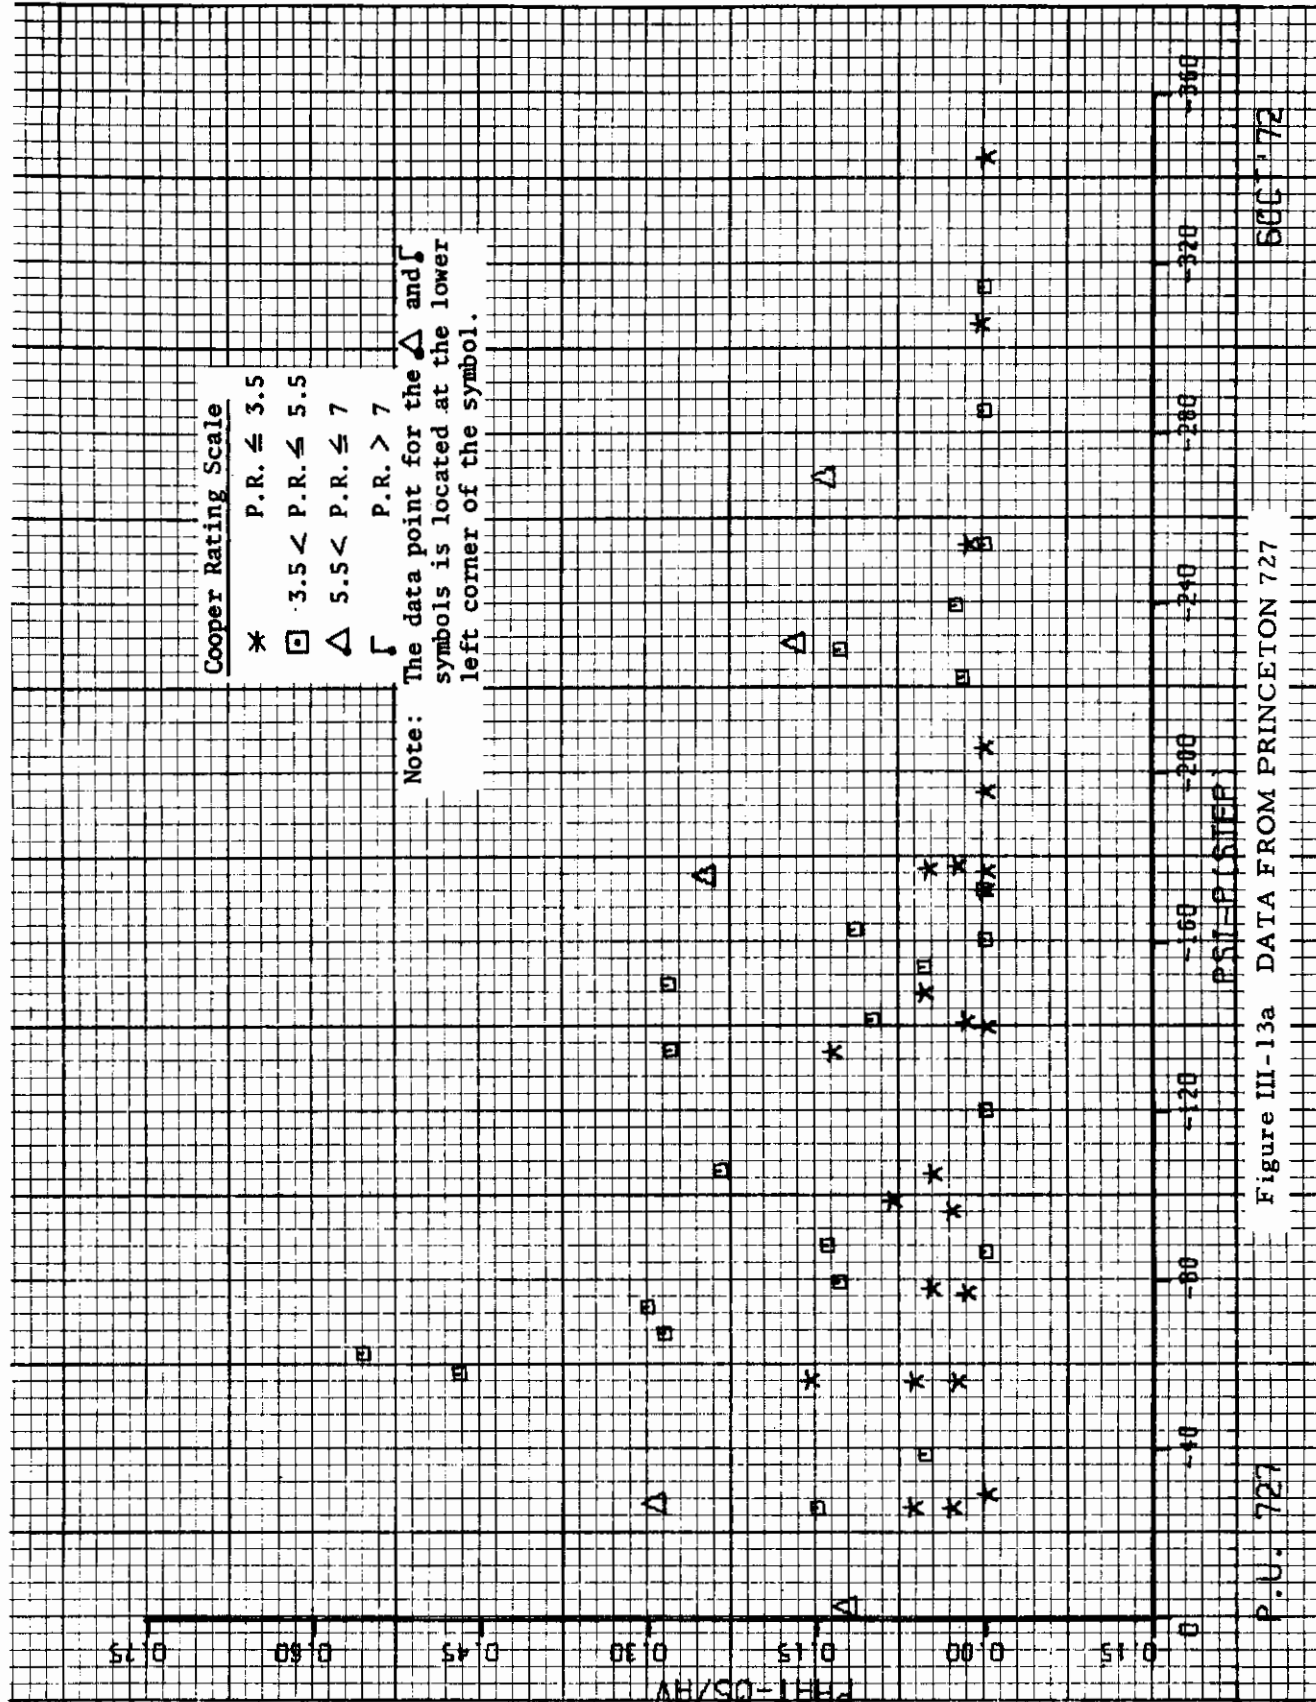 Cooper Rating Scale
* P.R. ≤ 3.5
⊡ 3.5 < P.R. ≤ 5.5
△ 5.5 < P.R. ≤ 7
P.R. > 7
Note: The data point for the △ and
symbols is located at the lower
left corner of the symbol.
0.75
0.60
0.45
0.30
0.15
0.00
0.15
0
-40
-80
-120
-160
-200
-240
-280
-320
-360
PSI-P(STEP)
P.U. 727
6OCT'72
Figure III-13a DATA FROM PRINCETON 727